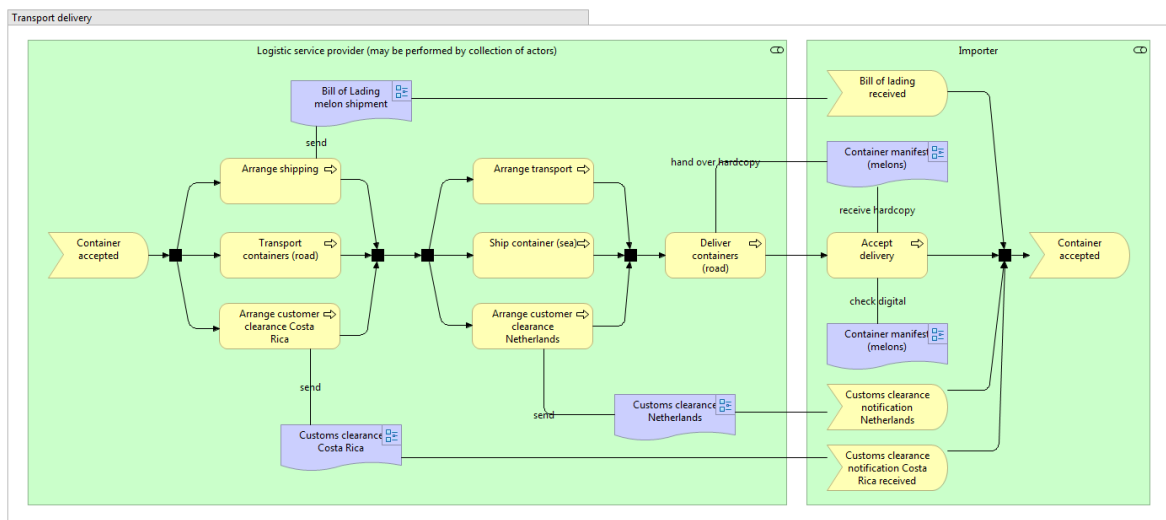 Transport delivery
Logistic service provider (may be performed by collection of actors)
Importer
Bill of Lading
melon shipment
Bill of lading
received
send
hand over hardcopy
Container manifest
(melons)
Arrange shipping
Arrange transport
receive hardcopy
Container
accepted
Transport
containers (road)
Ship container (sea)
Deliver
containers
(road)
Accept
delivery
Container
accepted
check digital
Arrange customer
clearance Costa
Rica
Arrange customer
clearance
Netherlands
Container manifest
(melons)
send
send
Customs clearance
Netherlands
Customs clearance
notification
Netherlands
Customs clearance
Costa Rica
Customs clearance
notification Costa
Rica received